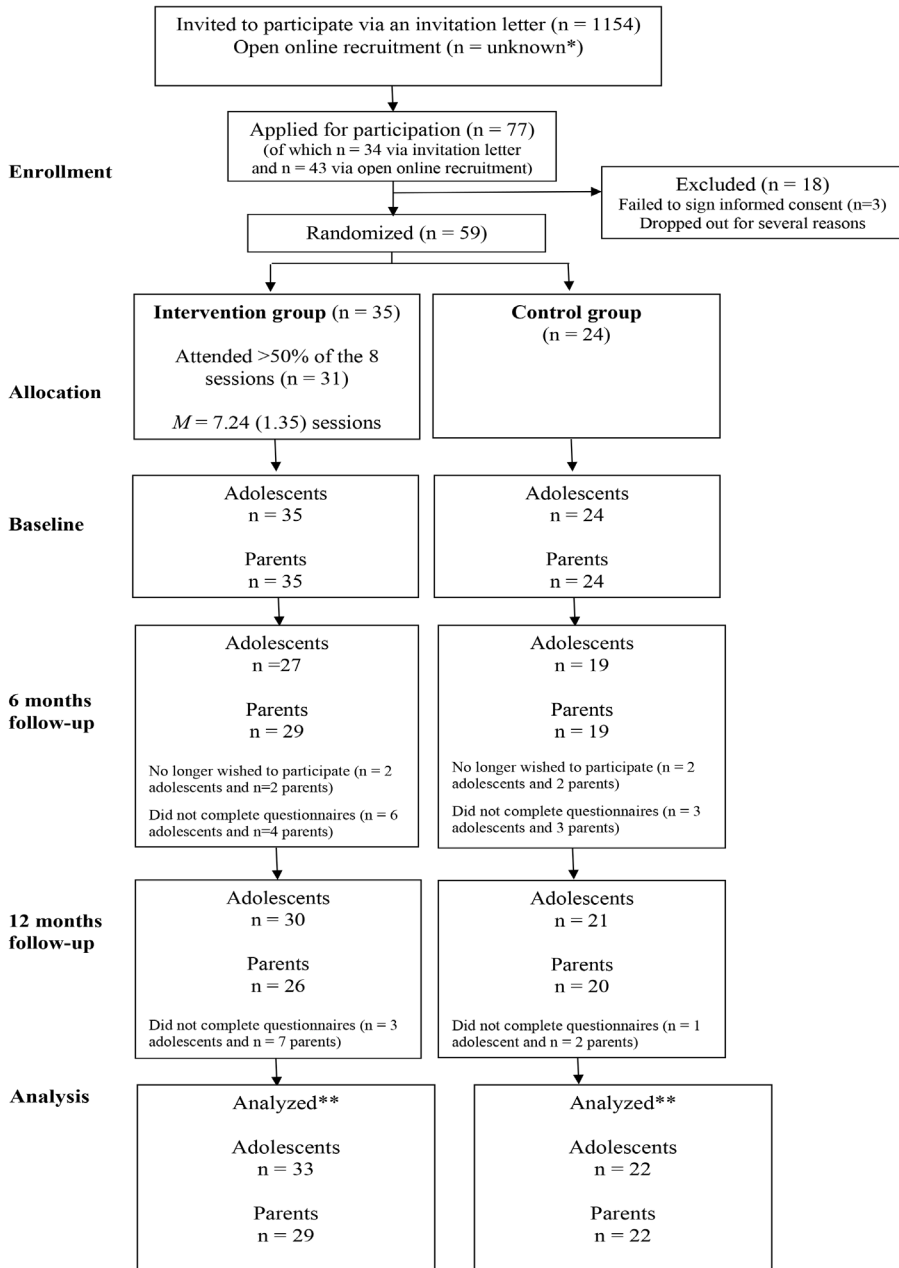 Invited to participate via an invitation letter (n = 1154)
Open online recruitment (n = unknown*)
Applied for participation (n = 77)
(of which n = 34 via invitation letter
and n = 43 via open online recruitment)
Enrollment
Excluded (n = 18)
Failed to sign informed consent (n=3)
Dropped out for several reasons
Randomized (n = 59)
Intervention group (n = 35)
Attended >50% of the 8
sessions (n = 31)
M = 7.24 (1.35) sessions
Control group
(n = 24)
Allocation
Baseline
Adolescents
n = 35
Parents
n = 35
Adolescents
n = 24
Parents
n = 24
6 months
follow-up
Adolescents
n =27
Parents
n = 29
No longer wished to participate (n = 2
adolescents and n=2 parents)
Did not complete questionnaires (n = 6
adolescents and n=4 parents)
Adolescents
n = 19
Parents
n = 19
No longer wished to participate (n = 2
adolescents and 2 parents)
Did not complete questionnaires (n = 3
adolescents and 3 parents)
12 months
follow-up
Adolescents
n = 30
Parents
n = 26
Did not complete questionnaires (n = 3
adolescents and n = 7 parents)
Adolescents
n = 21
Parents
n = 20
Did not complete questionnaires (n = 1
adolescent and n = 2 parents)
Analysis
Analyzed**
Adolescents
n = 33
Parents
n = 29
Analyzed**
Adolescents
n = 22
Parents
n = 22